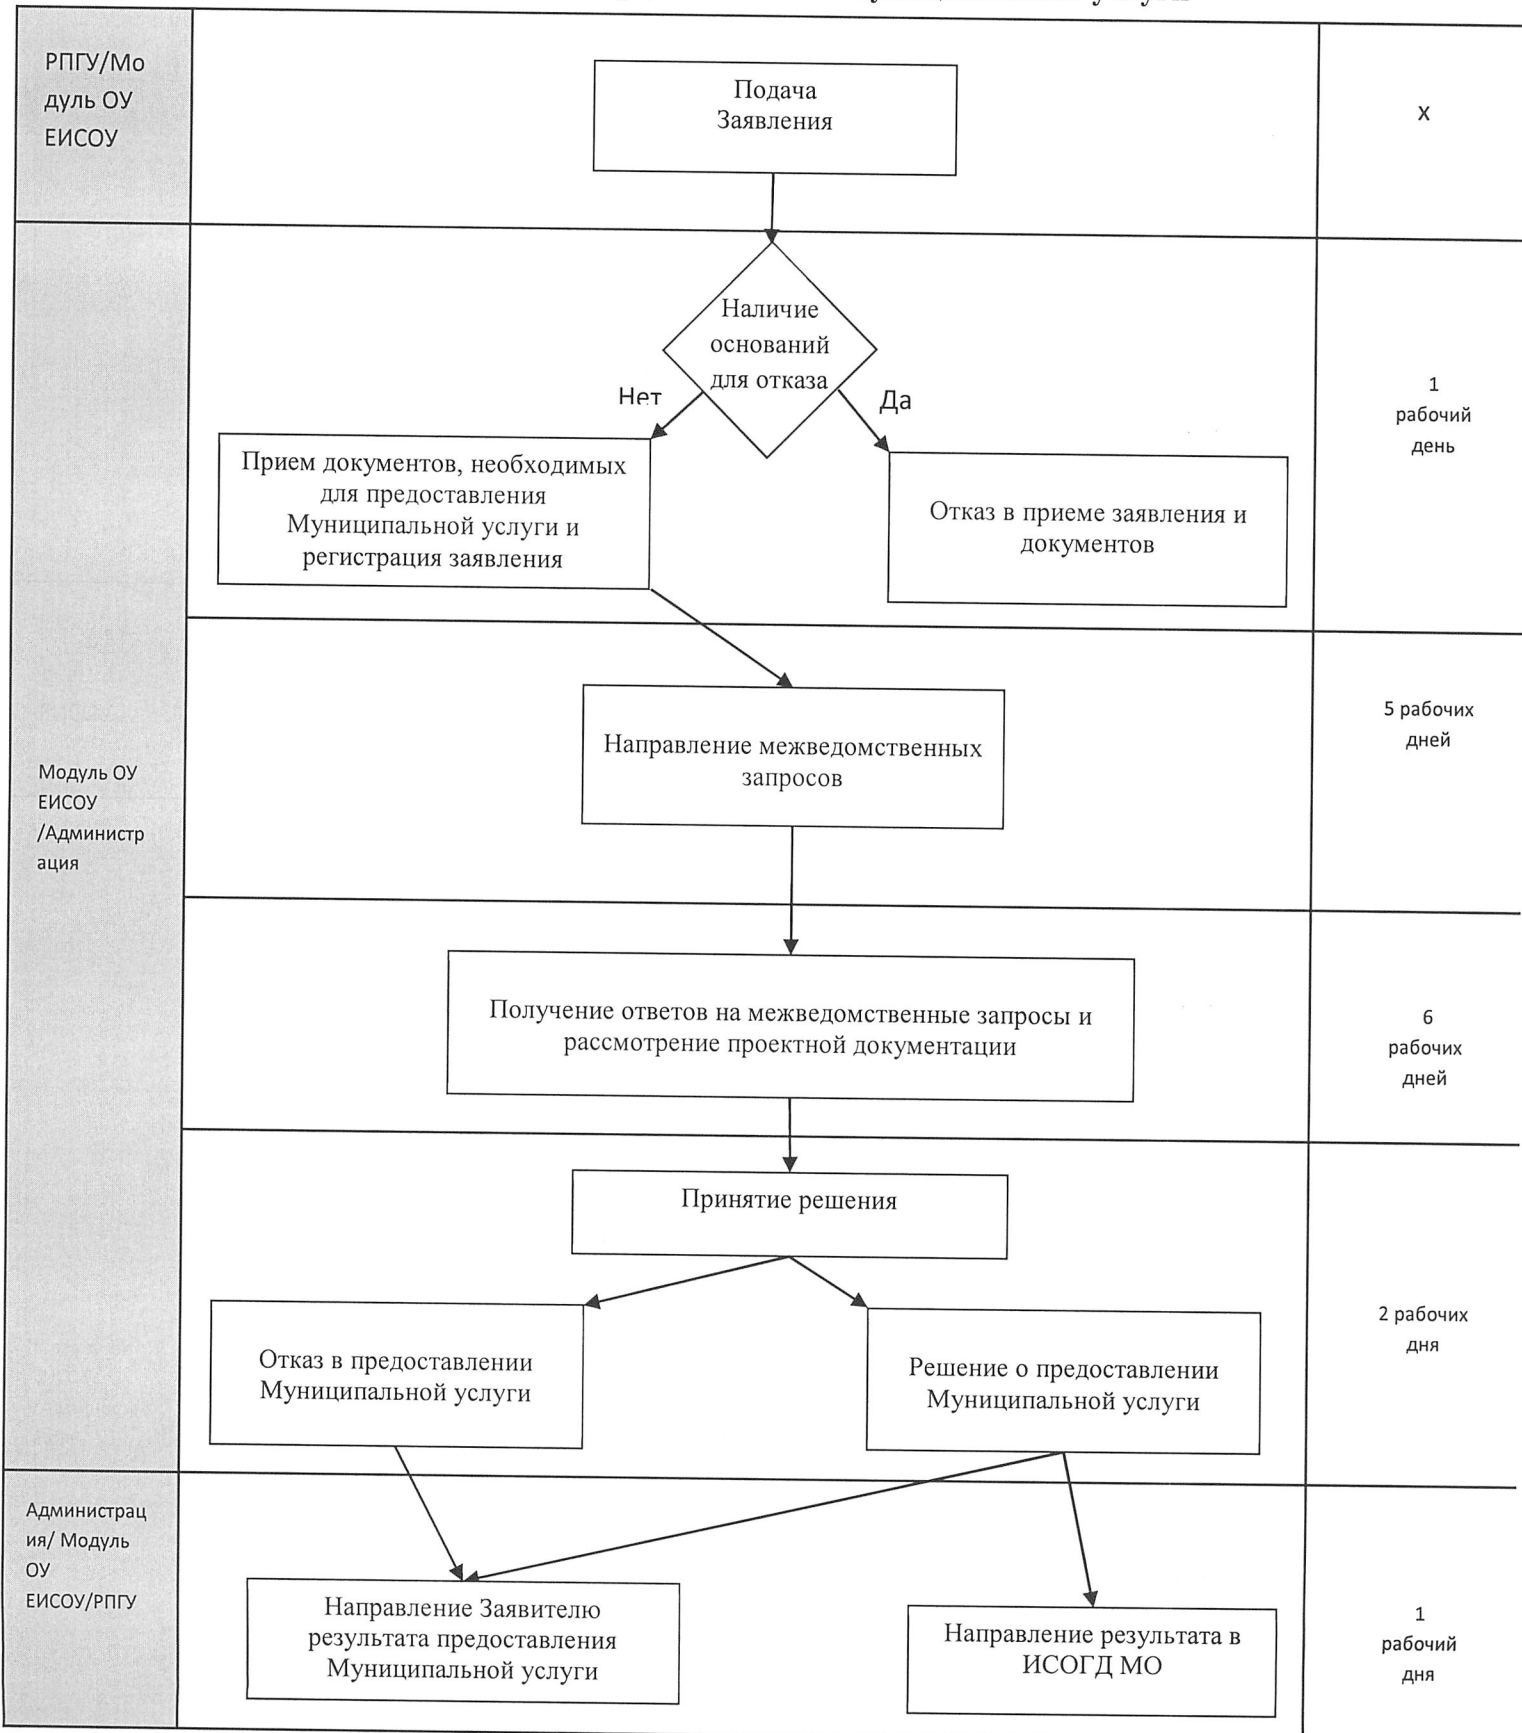 РПГУ/Мо
дуль ОУ
ЕИСОУ
Подача
Заявления
х
Наличие
оснований
для отказа
Нет
Да
1
рабочий
день
Прием документов, необходимых
для предоставления
Муниципальной услуги и
регистрация заявления
Отказ в приеме заявления и
документов
Модуль ОУ
ЕИСОУ
/Администр
ация
Направление межведомственных
запросов
5 рабочих
дней
Получение ответов на межведомственные запросы и
рассмотрение проектной документации
6
рабочих
дней
Принятие решения
Отказ в предоставлении
Муниципальной услуги
Решение о предоставлении
Муниципальной услуги
2 рабочих
дня
Администрац
ия/ Модуль
ОУ
ЕИСОУ/РПГУ
Направление Заявителю
результата предоставления
Муниципальной услуги
Направление результата в
ИСОГД МО
1
рабочий
дня